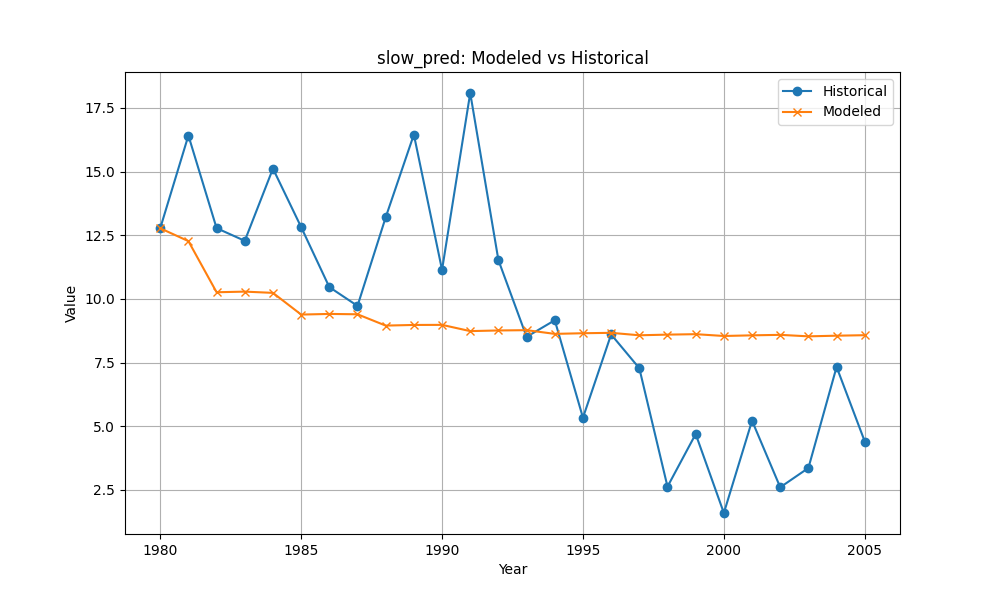 slow_pred: Modeled vs Historical
Historical
Modeled
Value
17.5
15.0
12.5
10.0
7.5
5.0
2.5
1980
1985
1990
1995
2000
2005
Year